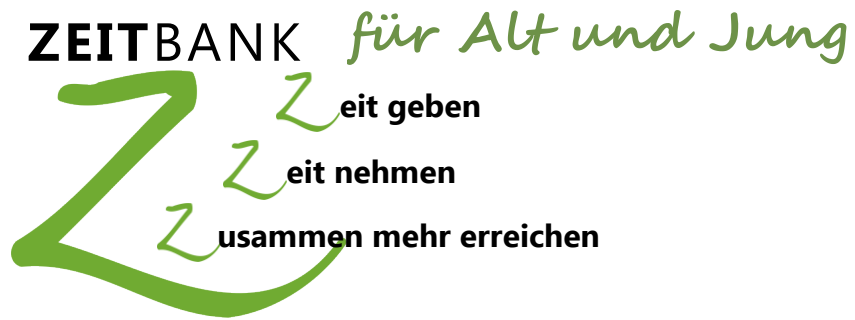 ZEITBANK für Alt und Jung
Zeit geben
Zeit nehmen
Zusammen mehr erreichen